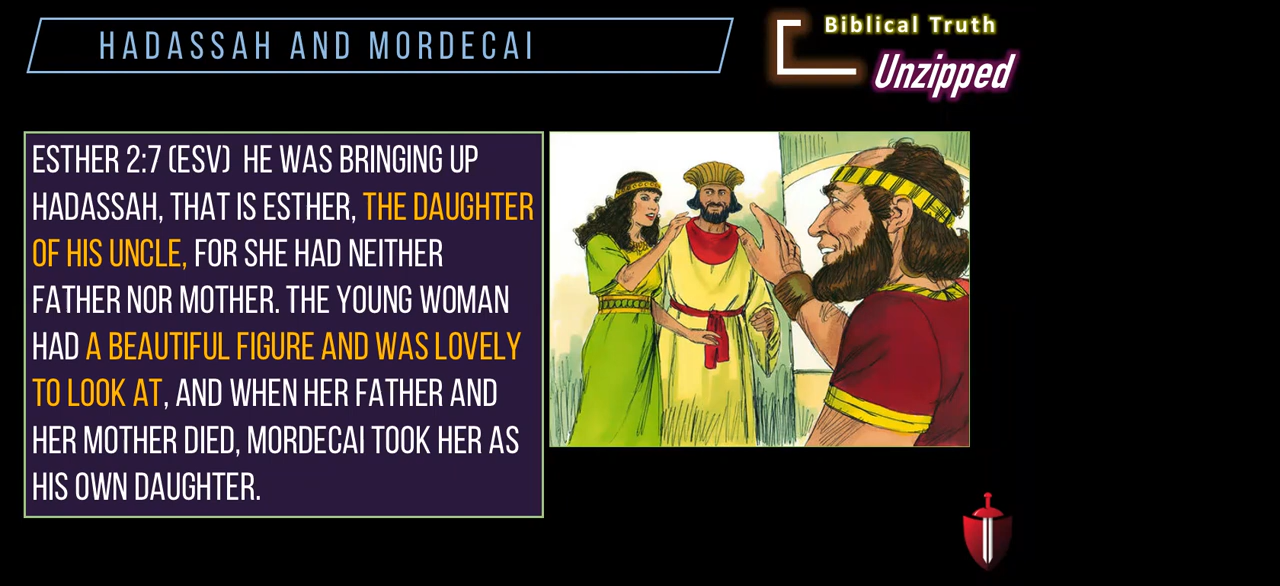 HADASSAH AND MORDECAI
Biblical Truth
Unzipped
ESTHER 2:7 (ESV) HE WAS BRINGING UP
HADASSAH, THAT IS ESTHER, THE DAUGHTER
OF HIS UNCLE, FOR SHE HAD NEITHER
FATHER NOR MOTHER. THE YOUNG WOMAN
HAD A BEAUTIFUL FIGURE AND WAS LOVELY
TO LOOK AT, AND WHEN HER FATHER AND
HER MOTHER DIED, MORDECAI TOOK HER AS
HIS OWN DAUGHTER.